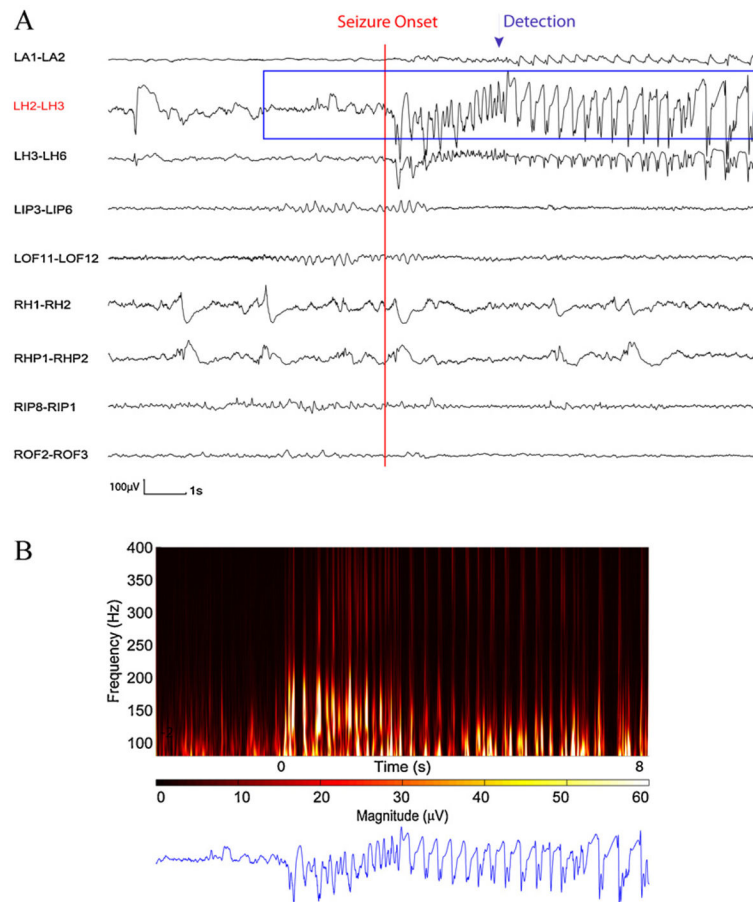 A
Seizure Onset
Detection
LA1-LA2
LH2-LH3
LH3-LH6
LIP3-LIP6
LOF11-LOF12
RH1-RH2
RHP1-RHP2
RIP8-RIP1
ROF2-ROF3
100μV 1s
B
Frequency (Hz)
400
350
300
250
200
150
100
0 Time (s) 8
0 10 20 30 40 50 60
Magnitude (μV)